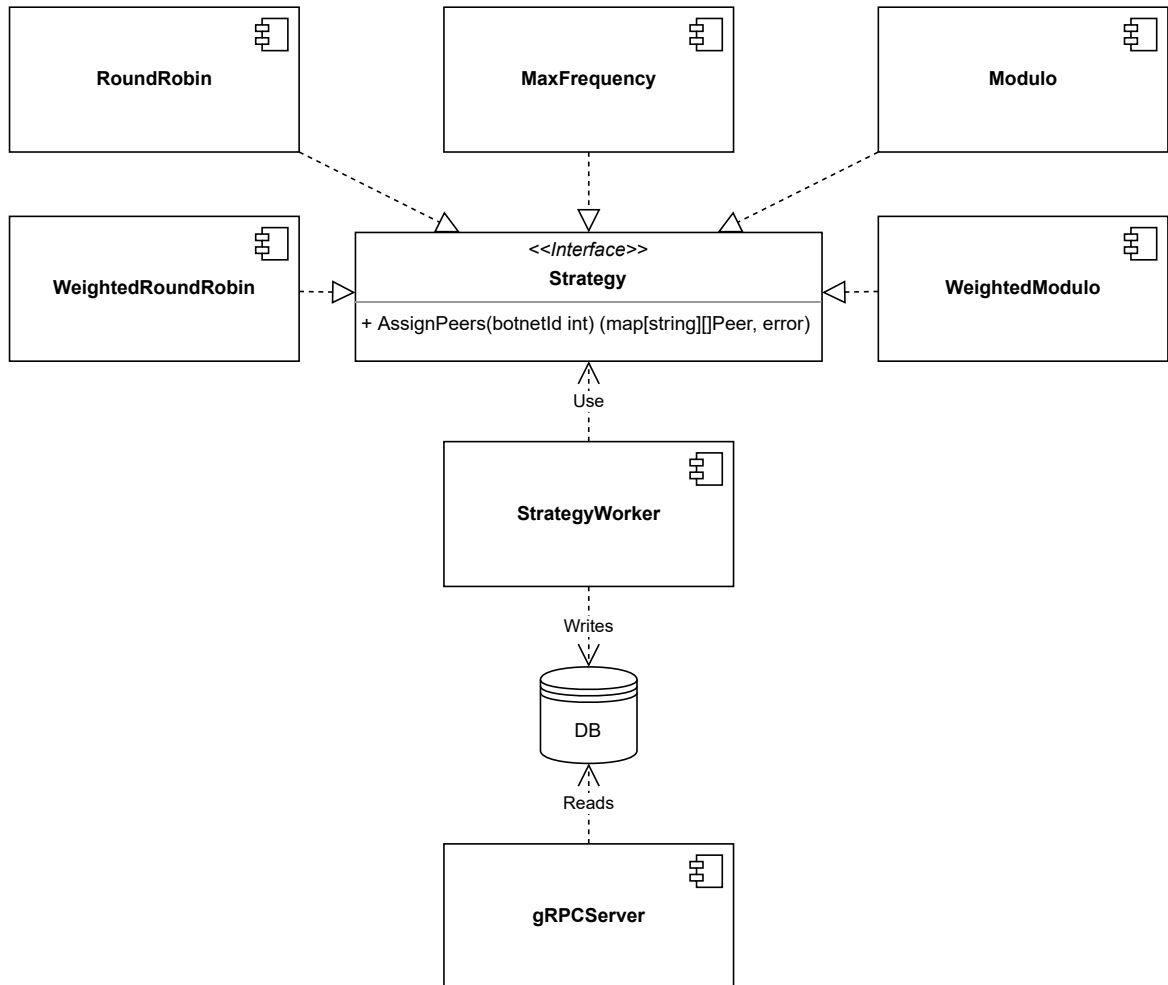 RoundRobin
MaxFrequency
Modulo
WeightedRoundRobin
<<Interface>>
Strategy
+ AssignPeers(botnetId int) (map[string][]Peer, error)
WeightedModulo
Use
StrategyWorker
Writes
DB
Reads
gRPCServer